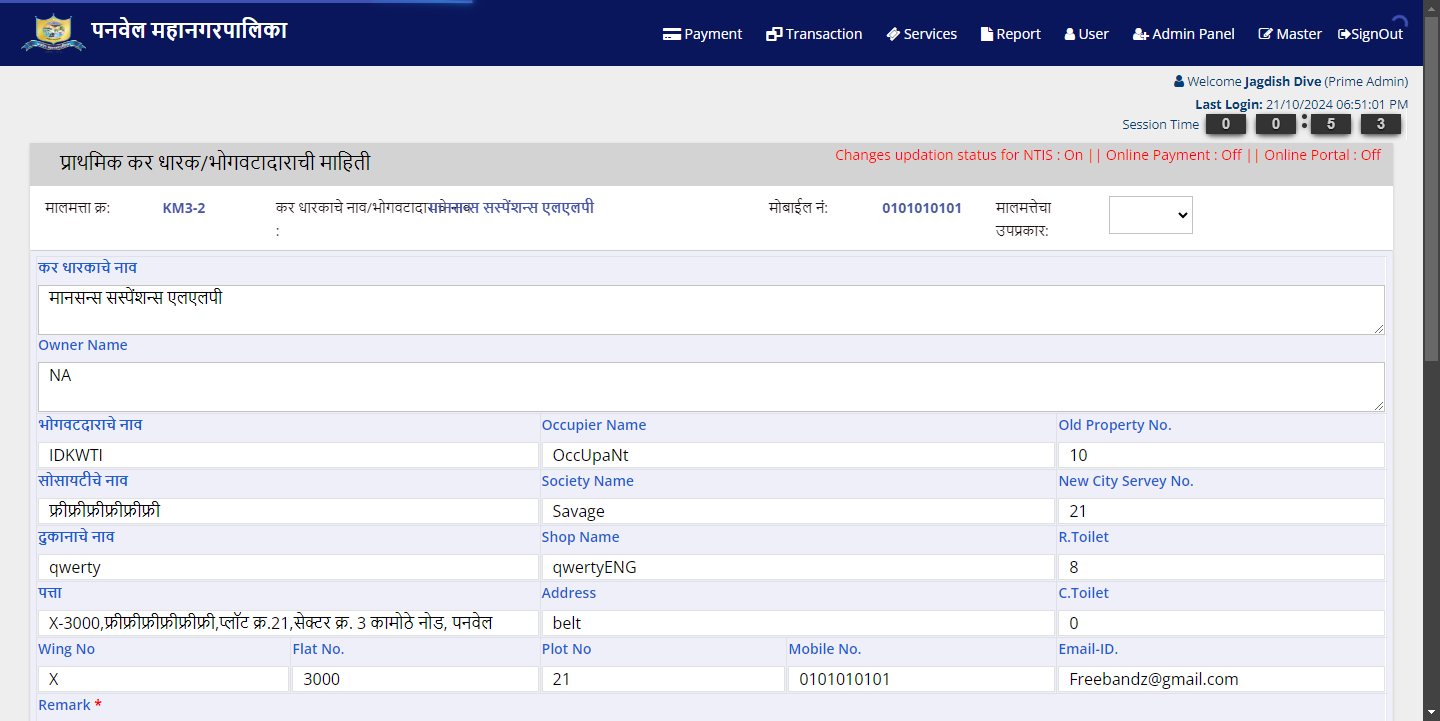 पनवेल महानगरपालिका
Payment Transaction Services Report User Admin Panel Master SignOut
Welcome Jagdish Dive (Prime Admin)
Last Login: 21/10/2024 06:51:01 PM
Session Time 0 0 : 5 3
प्राथमिक कर धारक/भोगवटादाराची माहिती
Changes updation status for NTIS : On || Online Payment : Off || Online Portal : Off
मालमत्ता क्र: KM3-2 कर धारकाचे नाव/भोगवटादाराचे नाव : मानसन्स सस्पेंशन्स एलएलपी मोबाईल नं: 0101010101 मालमत्तेचा उपप्रकार:
कर धारकाचे नाव
मानसन्स सस्पेंशन्स एलएलपी
Owner Name
NA
भोगवटदाराचे नाव Occupier Name Old Property No.
IDKWTI OccUpaNt 10
सोसायटीचे नाव Society Name New City Servey No.
फ्रीफ्रीफ्रीफ्रीफ्रीफ्री Savage 21
दुकानाचे नाव Shop Name R.Toilet
qwerty qwertyENG 8
पत्ता Address C.Toilet
X-3000,फ्रीफ्रीफ्रीफ्रीफ्रीफ्री,प्लॉट क्र.21,सेक्टर क्र. 3 कामोठे नोड, पनवेल belt 0
Wing No Flat No. Plot No Mobile No. Email-ID.
X 3000 21 0101010101 Freebandz@gmail.com
Remark *